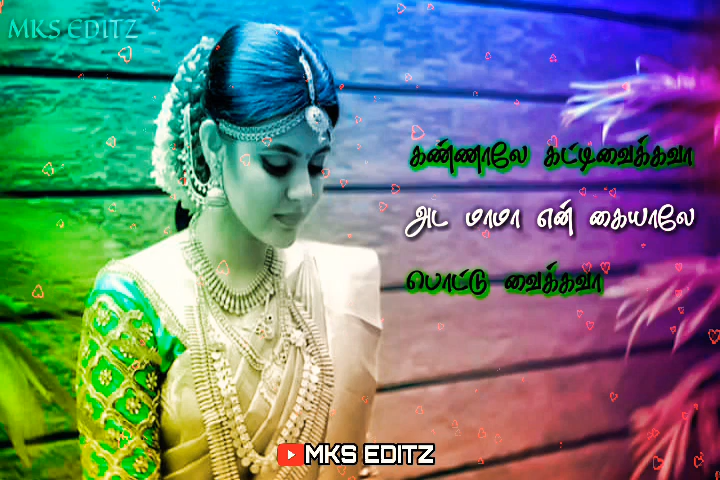 MKS EDITZ
கண்ணாலே கட்டிவைக்கவா
அட மாமா என் கையாலே
பொட்டு வைக்கவா
MKS EDITZ